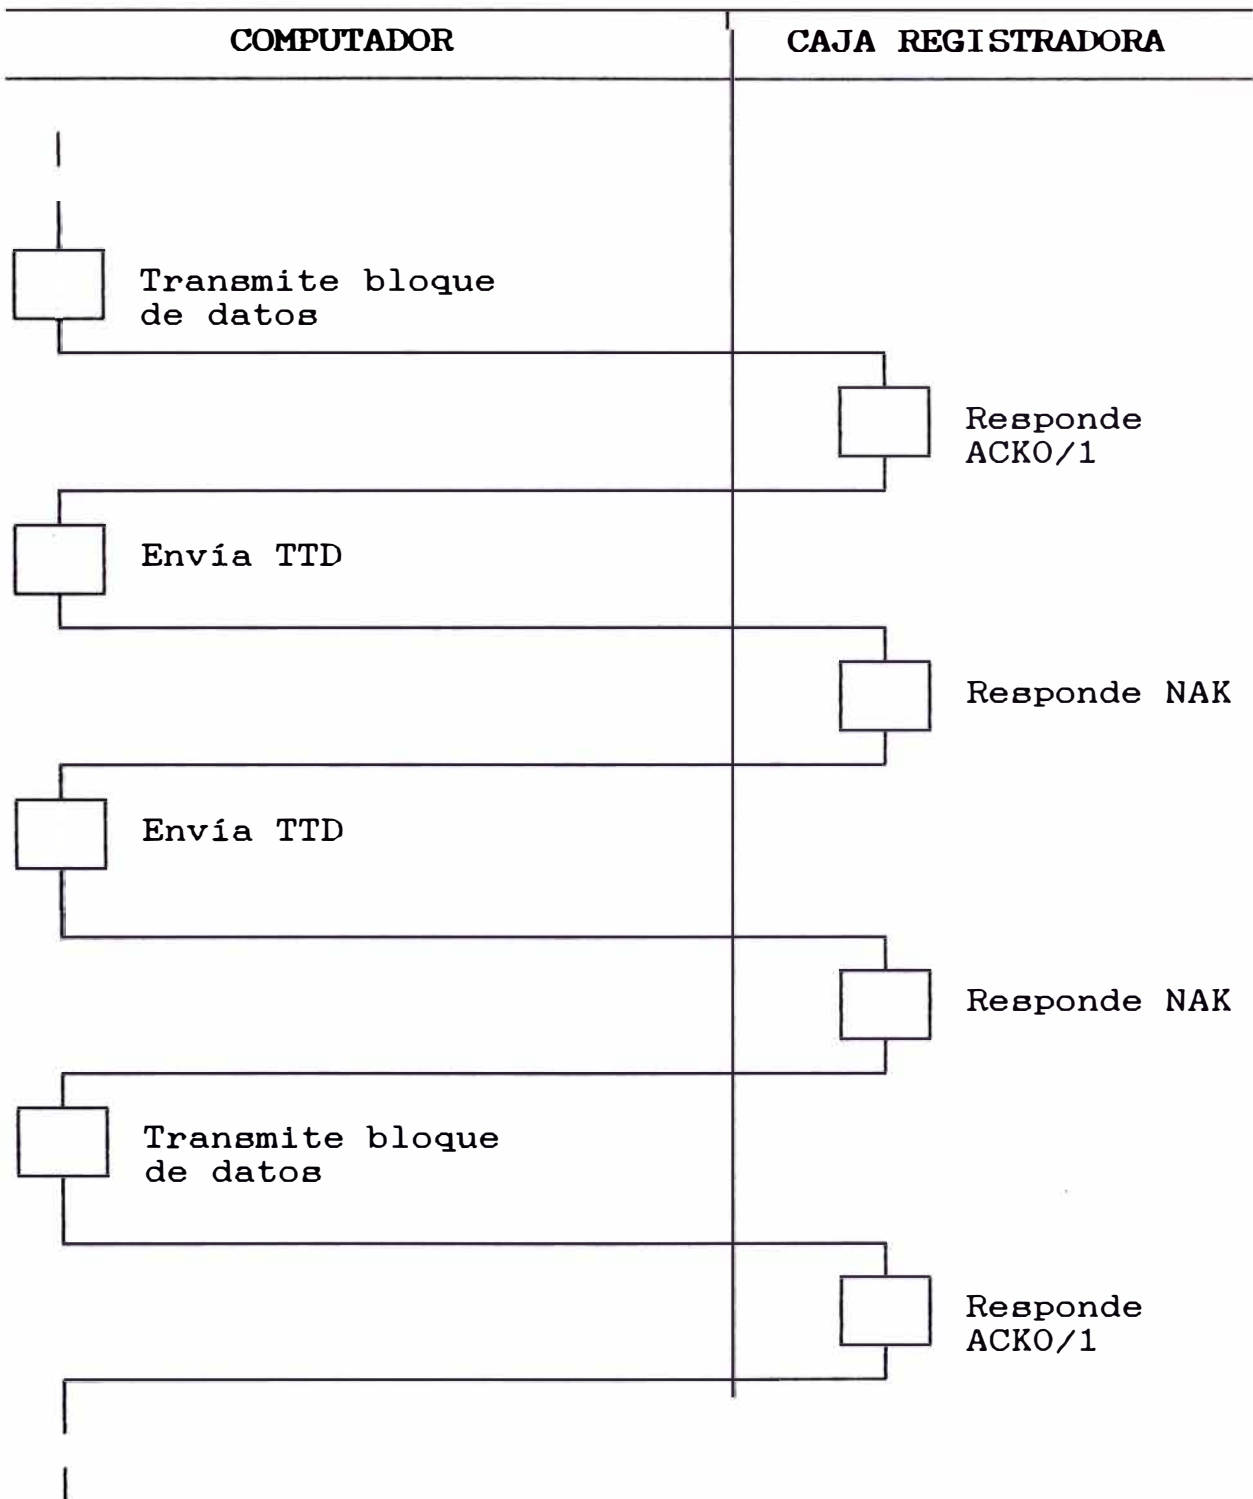 COMPUTADOR
CAJA REGISTRADORA
Transmite bloque
de datos
Responde
ACK0/1
Envía TTD
Responde NAK
Envía TTD
Responde NAK
Transmite bloque
de datos
Responde
ACK0/1